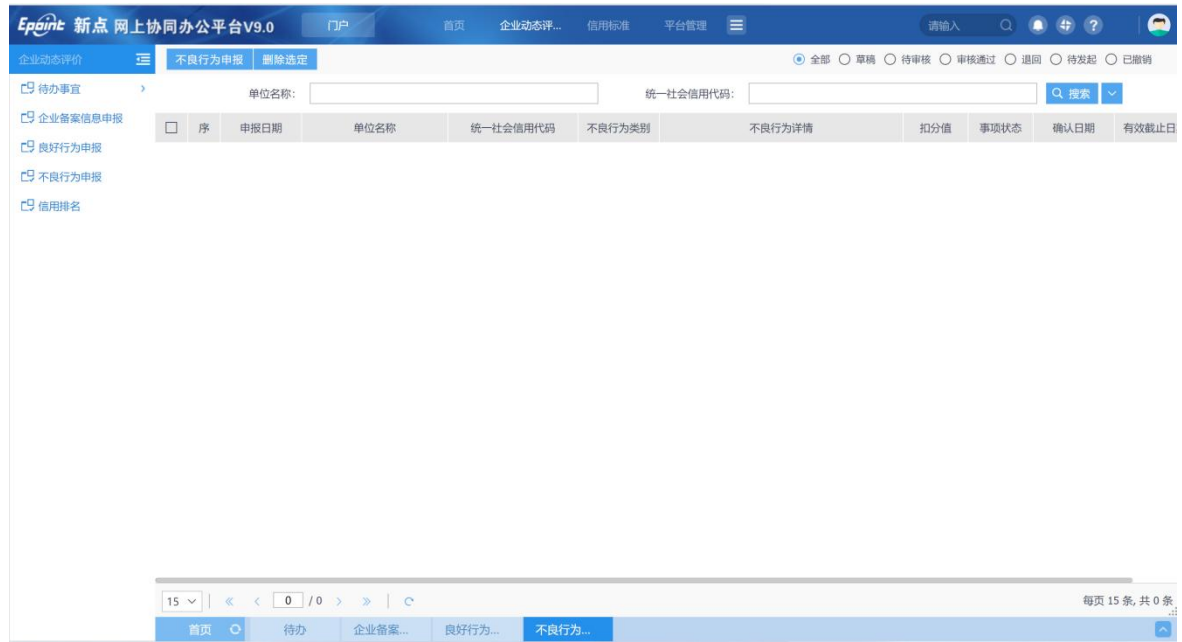 Epoint 新点 网上协同办公平台V9.0 门户 首页 企业动态评... 信用标准 平台管理 请输入
企业动态评价 不良行为申报 删除选定 全部 草稿 待审核 审核通过 退回 待发起 已撤销
待办事宜 单位名称: 统一社会信用代码: 搜索
企业备案信息申报 序 申报日期 单位名称 统一社会信用代码 不良行为类别 不良行为详情 扣分值 事项状态 确认日期 有效截止日
良好行为申报
不良行为申报
信用排名
15 0 / 0 每页 15 条, 共 0 条
首页 待办 企业备案... 良好行为... 不良行为...